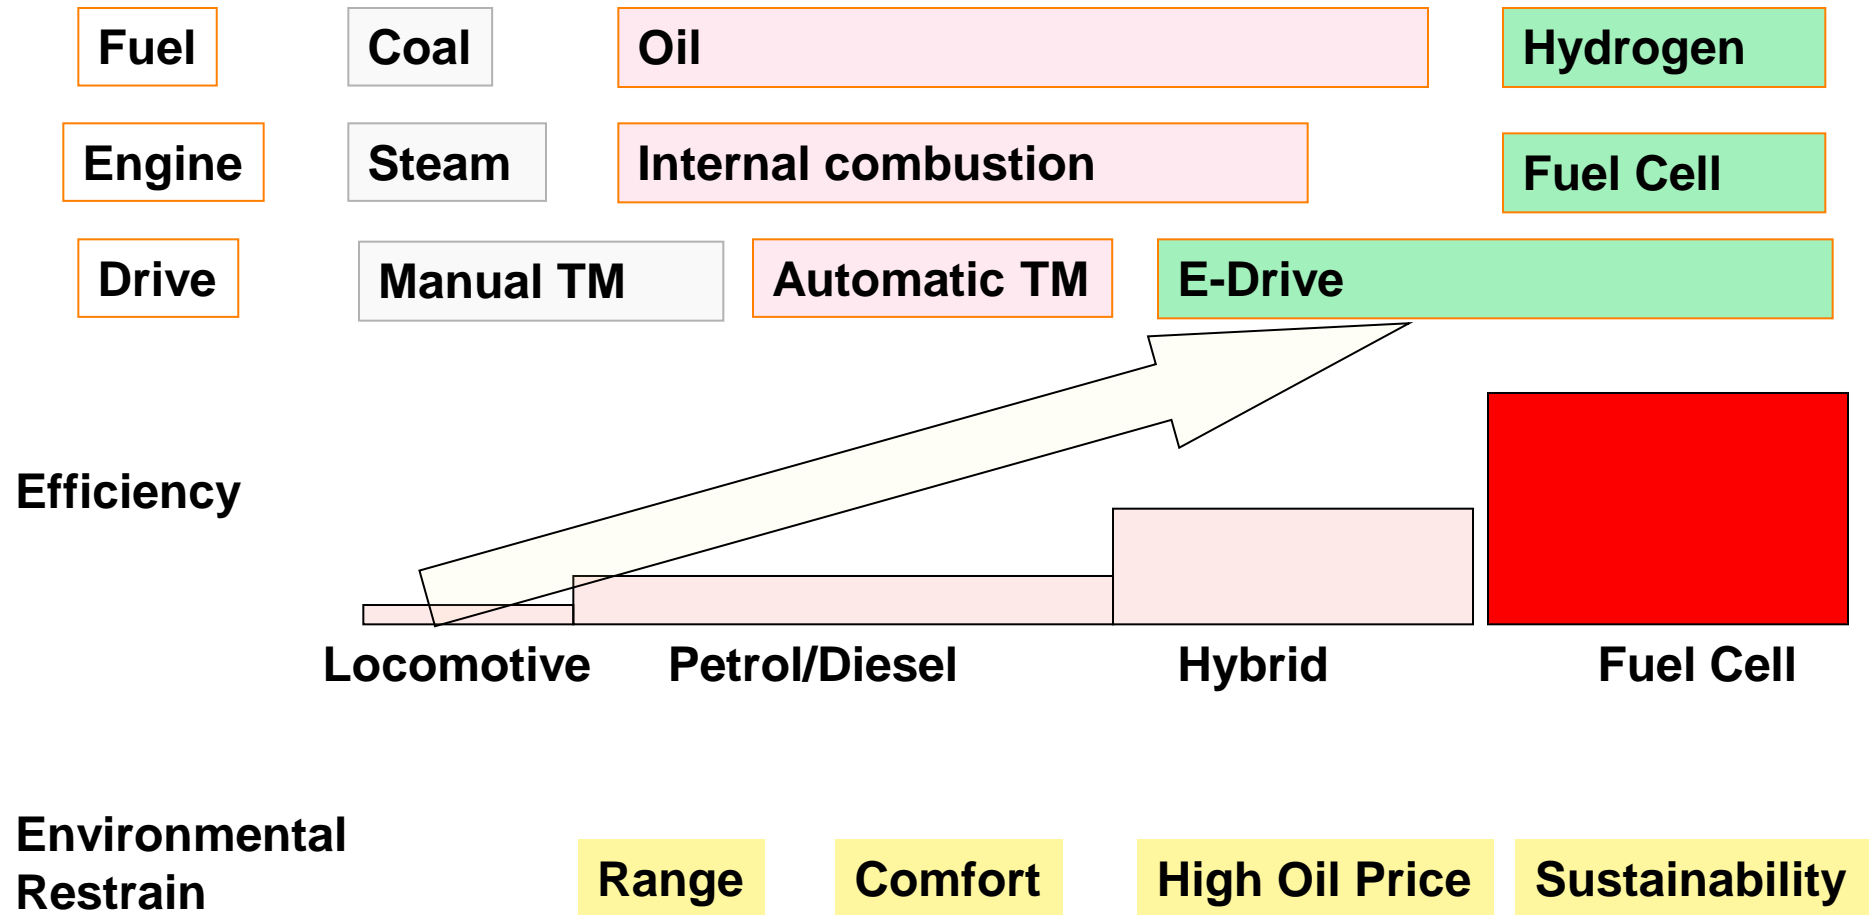 Fuel
Coal
Oil
Hydrogen
Engine
Steam
Internal combustion
Fuel Cell
Drive
Manual TM
Automatic TM
E-Drive
Efficiency
Locomotive
Petrol/Diesel
Hybrid
Fuel Cell
Environmental
Restrain
Range
Comfort
High Oil Price
Sustainability